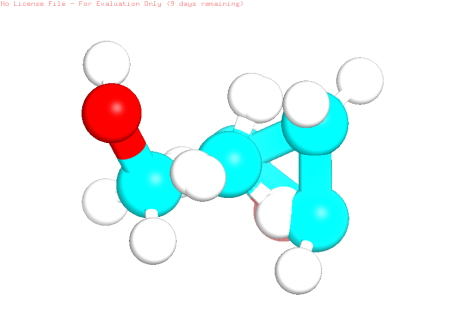 No License File - For Evaluation Only (9 days remaining)